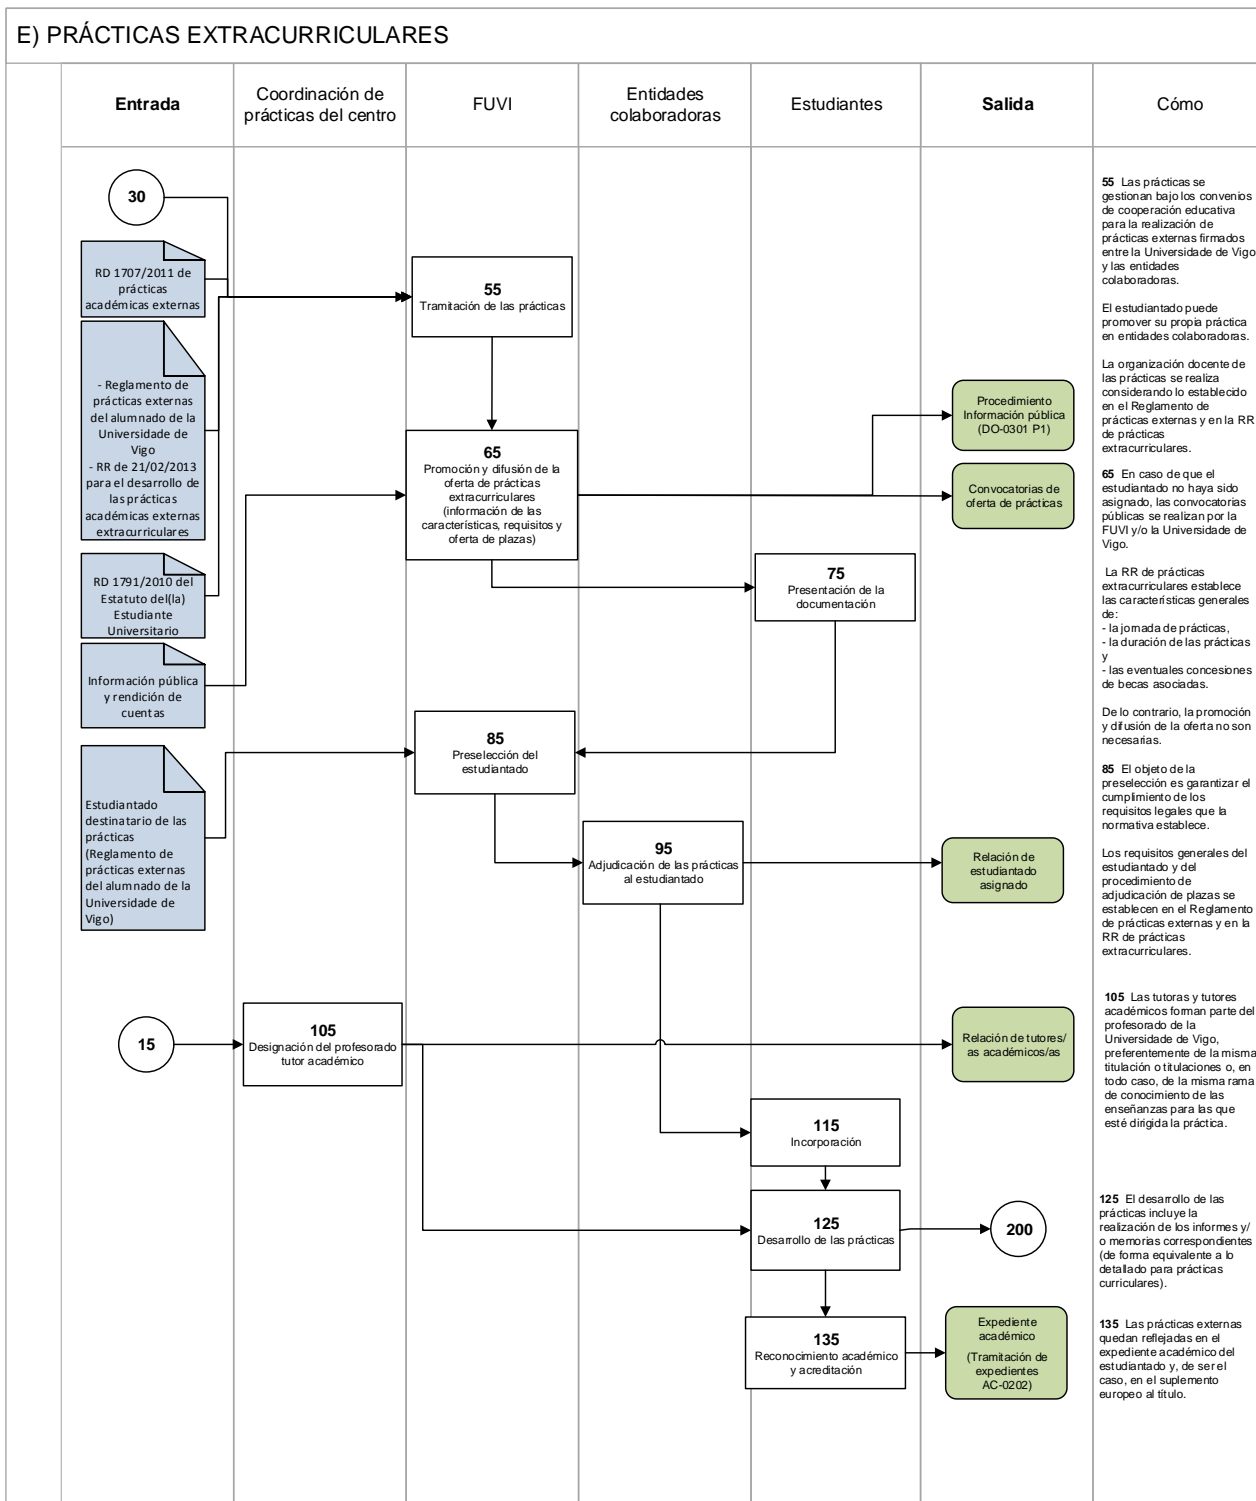 E) PRÁCTICAS EXTRACURRICULARES
Entrada
Coordinación de
prácticas del centro
FUVI
Entidades
colaboradoras
Estudiantes
Salida
Cómo
30
RD 1707/2011 de
prácticas
académicas externas
- Reglamento de
prácticas externas
del alumnado de la
Universidade de
Vigo
- RR de 21/02/2013
para el desarrollo de
las prácticas
académicas externas
extracurriculares
RD 1791/2010 del
Estatuto del(la)
Estudiante
Universitario
Información pública
y rendición de
cuentas
Estudiantado
destinatario de las
prácticas
(Reglamento de
prácticas externas
del alumnado de la
Universidade de
Vigo)
15
105
Designación del profesorado
tutor académico
55
Tramitación de las prácticas
65
Promoción y difusión de la
oferta de prácticas
extracurriculares
(información de las
características, requisitos y
oferta de plazas)
85
Preselección del
estudiantado
95
Adjudicación de las prácticas
al estudiantado
75
Presentación de la
documentación
115
Incorporación
125
Desarrollo de las prácticas
135
Reconocimiento académico
y acreditación
Procedimiento
Información pública
(DO-0301 P1)
Convocatorias de
oferta de prácticas
Relación de
estudiantado
asignado
Relación de tutores/
as académicos/as
200
Expediente
académico
(Tramitación de
expedientes
AC-0202)
55 Las prácticas se
gestionan bajo los convenios
de cooperación educativa
para la realización de
prácticas externas firmados
entre la Universidade de Vigo
y las entidades
colaboradoras.
El estudiantado puede
promover su propia práctica
en entidades colaboradoras.
La organización docente de
las prácticas se realiza
considerando lo establecido
en el Reglamento de
prácticas externas y en la RR
de prácticas
extracurriculares.
65 En caso de que el
estudiantado no haya sido
asignado, las convocatorias
públicas se realizan por la
FUVI y/o la Universidade de
Vigo.
La RR de prácticas
extracurriculares establece
las características generales
de:
- la jornada de prácticas,
- la duración de las prácticas
y
- las eventuales concesiones
de becas asociadas.
De lo contrario, la promoción
y difusión de la oferta no son
necesarias.
85 El objeto de la
preselección es garantizar el
cumplimiento de los
requisitos legales que la
normativa establece.
Los requisitos generales del
estudiantado y del
procedimiento de
adjudicación de plazas se
establecen en el Reglamento
de prácticas externas y en la
RR de prácticas
extracurriculares.
105 Las tutoras y tutores
académicos forman parte del
profesorado de la
Universidade de Vigo,
preferentemente de la misma
titulación o titulaciones o, en
todo caso, de la misma rama
de conocimiento de las
enseñanzas para las que
esté dirigida la práctica.
125 El desarrollo de las
prácticas incluye la
realización de los informes y/
o memorias correspondientes
(de forma equivalente a lo
detallado para prácticas
curriculares).
135 Las prácticas externas
quedan reflejadas en el
expediente académico del
estudiantado y, de ser el
caso, en el suplemento
europeo al título.